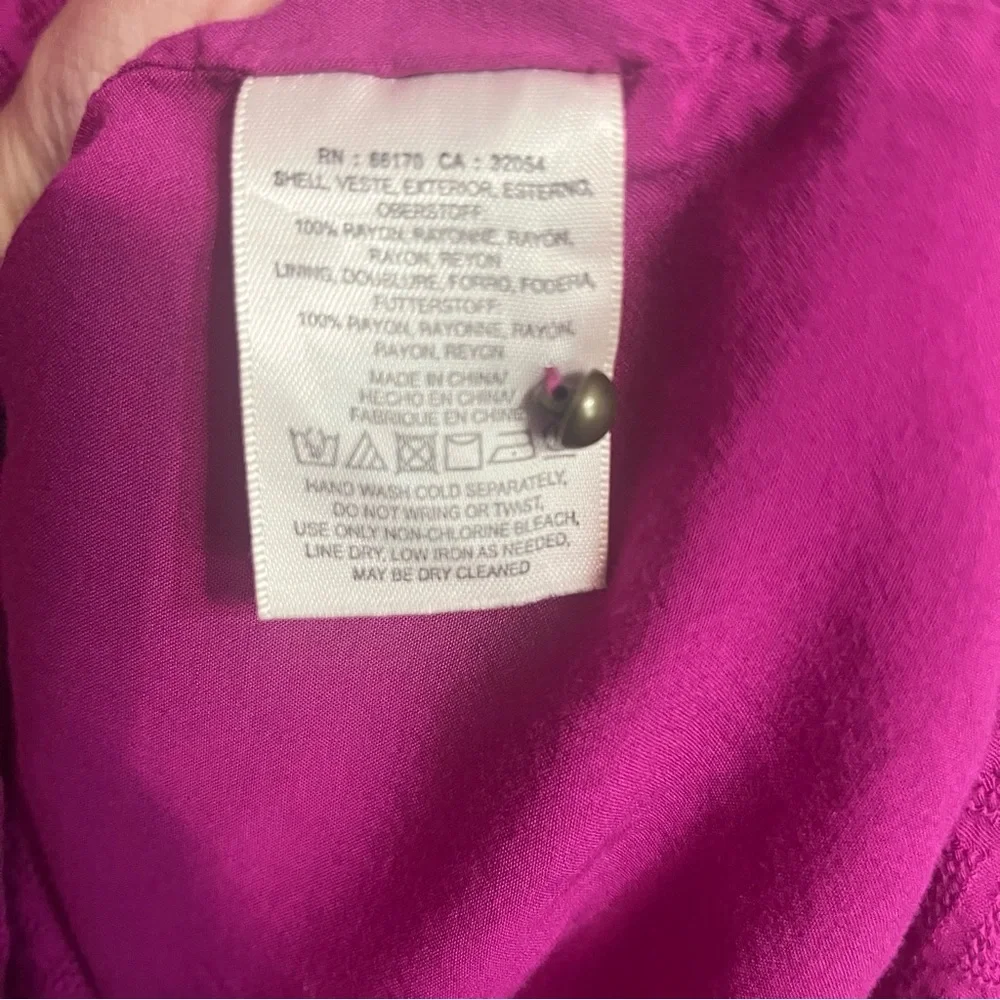 RN : 66170 CA : 32054
SHELL, VESTE, EXTERIOR, ESTERNO,
OBERSTOFF
100% RAYON, RAYONNE, RAYON,
RAYON, REYON
LINING, DOUBLURE, FORRO, FODERA,
FUTTERSTOFF
100% RAYON, RAYONNE, RAYON,
RAYON, REYON
MADE IN CHINA/
HECHO EN CHINA/
FABRIQUE EN CHINE
HAND WASH COLD SEPARATELY,
DO NOT WRING OR TWIST,
USE ONLY NON-CHLORINE BLEACH,
LINE DRY, LOW IRON AS NEEDED,
MAY BE DRY CLEANED